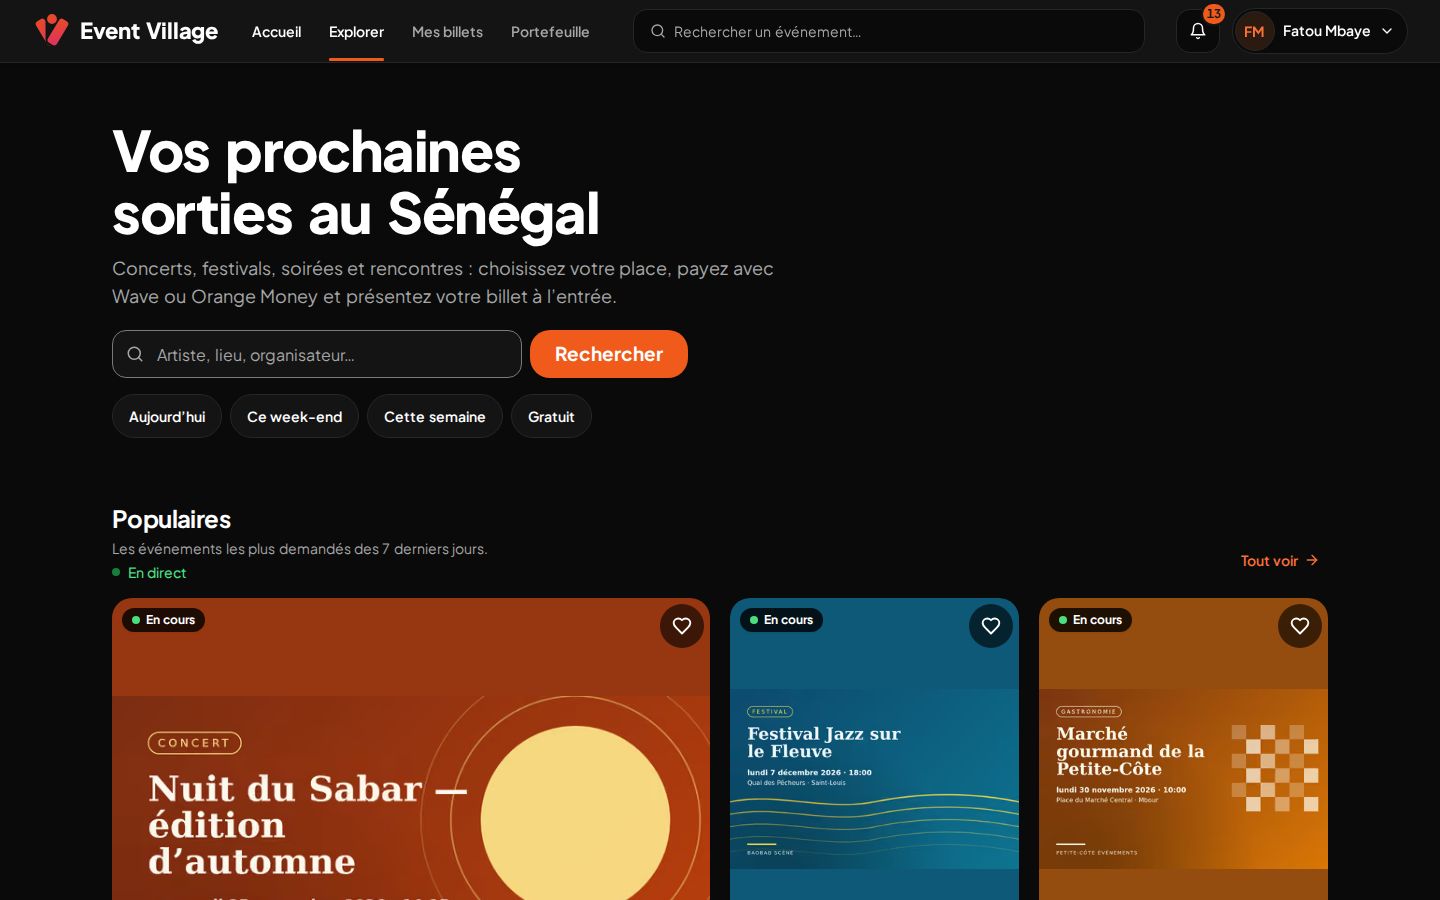 Event Village
Accueil
Explorer
Mes billets
Portefeuille
Rechercher un événement...
13
FM
Fatou Mbaye
Vos prochaines
sorties au Sénégal
Concerts, festivals, soirées et rencontres : choisissez votre place, payez avec
Wave ou Orange Money et présentez votre billet à l’entrée.
Artiste, lieu, organisateur...
Rechercher
Aujourd’hui
Ce week-end
Cette semaine
Gratuit
Populaires
Les événements les plus demandés des 7 derniers jours.
En direct
Tout voir
En cours
CONCERT
Nuit du Sabar —
édition
d’automne
En cours
FESTIVAL
Festival Jazz sur
le Fleuve
lundi 7 décembre 2026 · 18:00
Quai des Pêcheurs · Saint-Louis
BAOBAB SCÈNE
En cours
GASTRONOMIE
Marché
gourmand de la
Petite-Côte
lundi 30 novembre 2026 · 10:00
Place du Marché Central · Mbour
PETITE-CÔTE ÉVÉNEMENTS